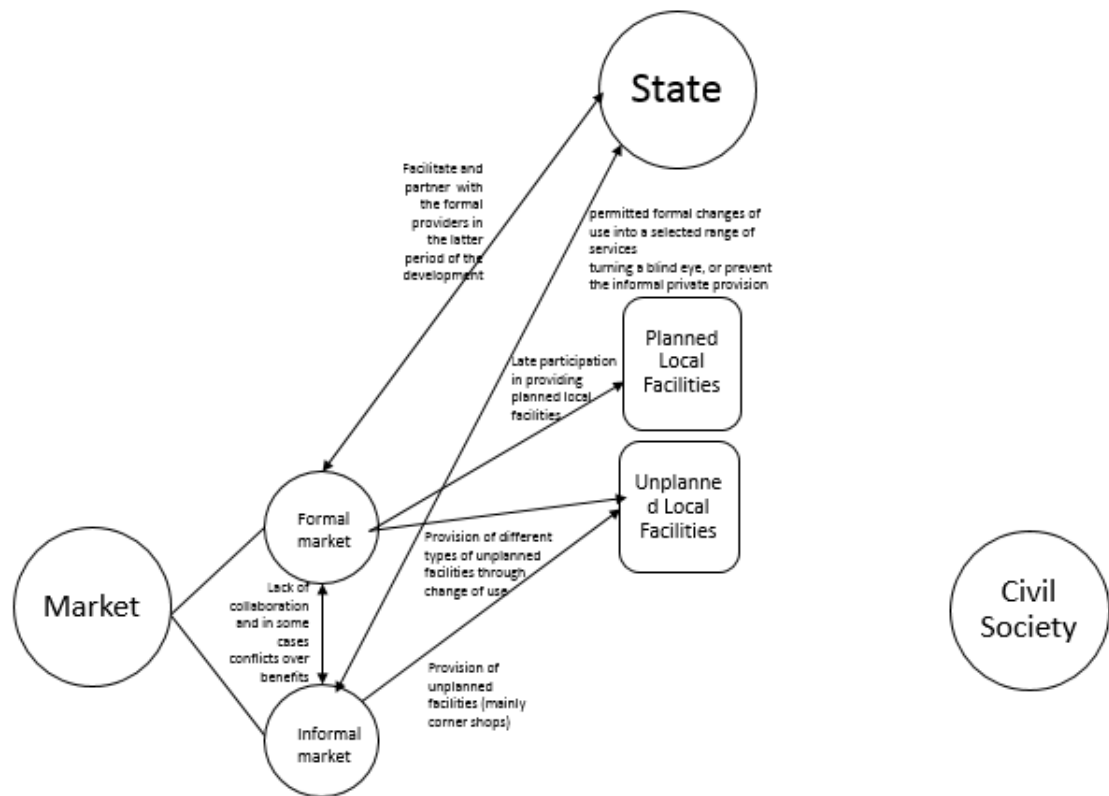 State
Facilitate and
partner with
the formal
providers in
the latter
period of the
development
permitted formal changes of
use into a selected range of
services
turning a blind eye, or prevent
the informal private provision
Planned
Local
Facilities
Late participation
in providing
planned local
facilities
Unplanne
d Local
Facilities
Formal
market
Provision of different
types of unplanned
facilities through
change of use
Market
Lack of
collaboration
and in some
cases
conflicts over
benefits
Civil
Society
Provision of
unplanned
facilities (mainly
corner shops)
Informal
market